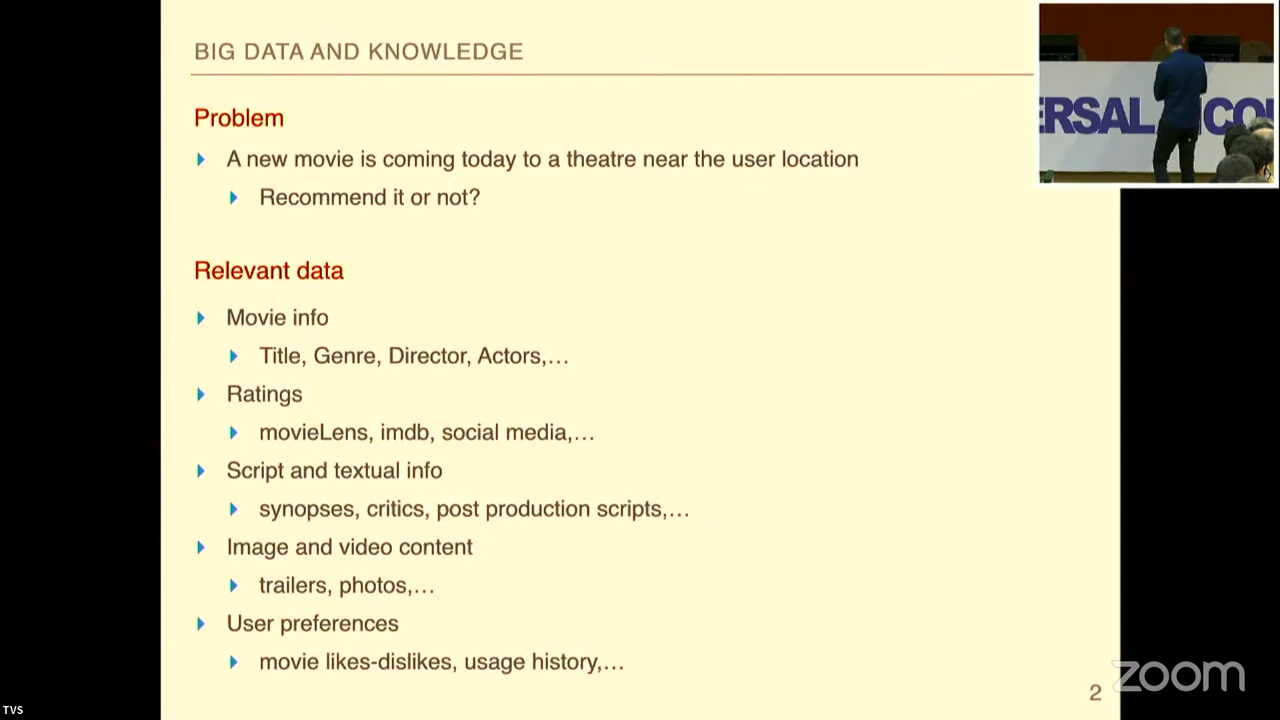 BIG DATA AND KNOWLEDGE
Problem
A new movie is coming today to a theatre near the user location
Recommend it or not?
Relevant data
Movie info
Title, Genre, Director, Actors,…
Ratings
movieLens, imdb, social media,…
Script and textual info
synopses, critics, post production scripts,…
Image and video content
trailers, photos,…
User preferences
movie likes-dislikes, usage history,…
2
ERSAL
zoom
TVS